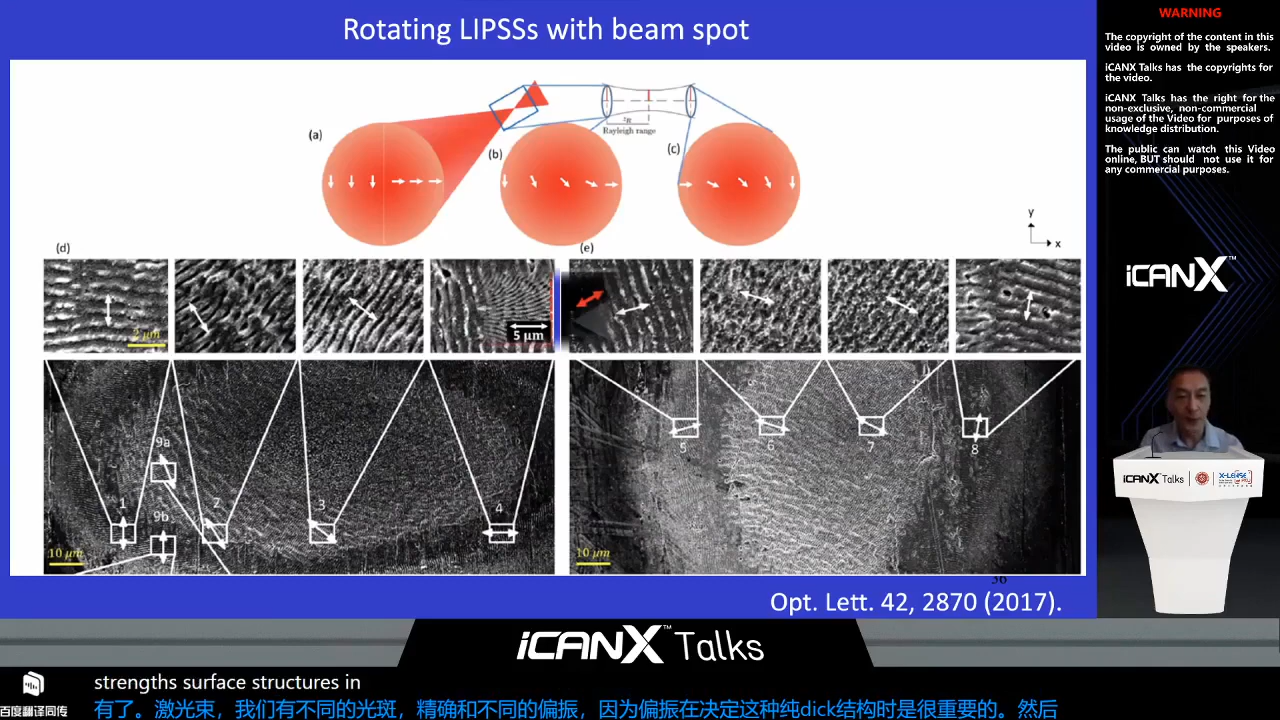 Rotating LIPSSs with beam spot
(a)
(b)
(c)
zR
Rayleigh range
y
x
(d)
(e)
2 μm
5 μm
9a
9b
1
2
3
4
5
6
7
8
10 μm
10 μm
36
Opt. Lett. 42, 2870 (2017).
WARNING
The copyright of the content in this
video is owned by the speakers.
iCANX Talks has the copyrights for
the video.
iCANX Talks has the right for the
non-exclusive, non-commercial
usage of the Video for purposes of
knowledge distribution.
The public can watch this Video
online, BUT should not use it for
any commercial purposes.
iCANX™
iCANX Talks
X-LENSE
iCANX™ Talks
strengths surface structures in
百度翻译同传
有了。激光束，我们有不同的光斑，精确和不同的偏振，因为偏振在决定这种纯dick结构时是很重要的。然后